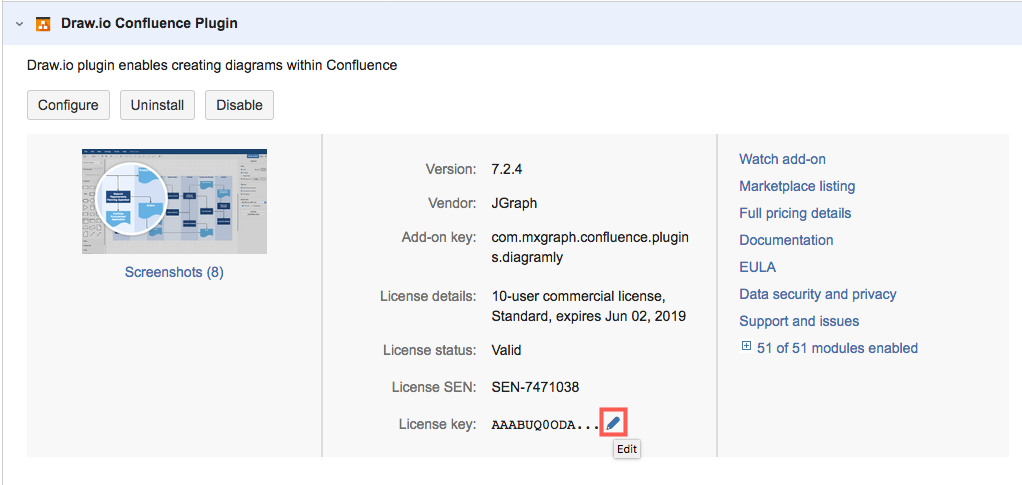 Draw.io Confluence Plugin
Draw.io plugin enables creating diagrams within Confluence
Configure
Uninstall
Disable
Screenshots (8)
Version: 7.2.4
Vendor: JGraph
Add-on key: com.mxgraph.confluence.plugin
s.diagramly
License details: 10-user commercial license,
Standard, expires Jun 02, 2019
License status: Valid
License SEN: SEN-7471038
License key: AAABUQ0ODA...
Edit
Watch add-on
Marketplace listing
Full pricing details
Documentation
EULA
Data security and privacy
Support and issues
51 of 51 modules enabled